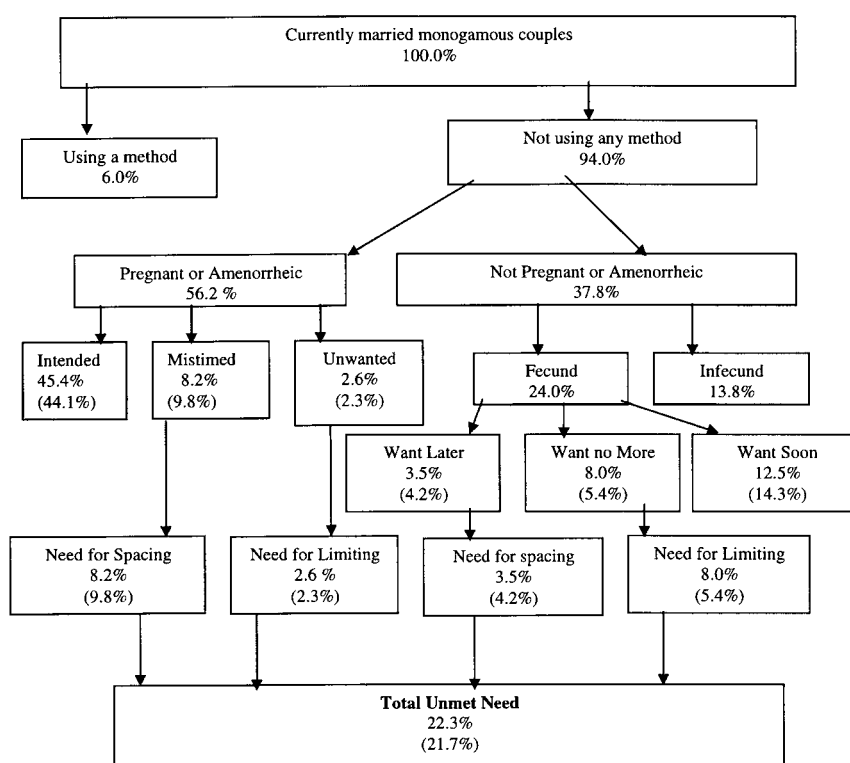 Currently married monogamous couples
100.0%
Using a method
6.0%
Not using any method
94.0%
Pregnant or Amenorrheic
56.2 %
Not Pregnant or Amenorrheic
37.8%
Intended
45.4%
(44.1%)
Mistimed
8.2%
(9.8%)
Unwanted
2.6%
(2.3%)
Fecund
24.0%
Infecund
13.8%
Want Later
3.5%
(4.2%)
Want no More
8.0%
(5.4%)
Want Soon
12.5%
(14.3%)
Need for Spacing
8.2%
(9.8%)
Need for Limiting
2.6 %
(2.3%)
Need for spacing
3.5%
(4.2%)
Need for Limiting
8.0%
(5.4%)
Total Unmet Need
22.3%
(21.7%)